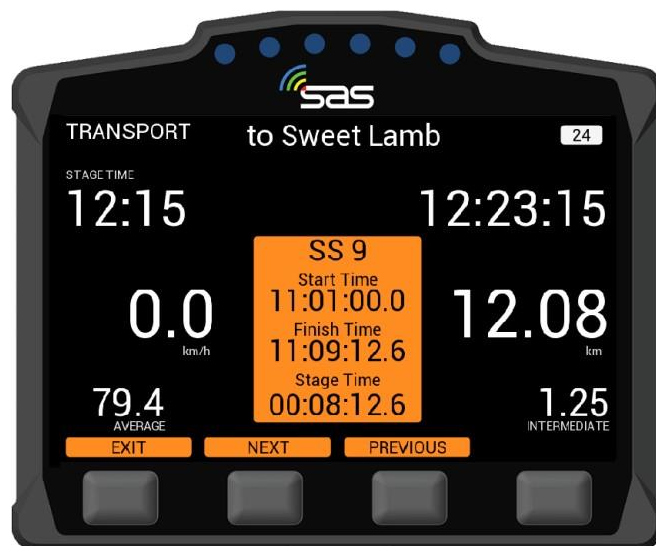 sas
TRANSPORT to Sweet Lamb 24
STAGE TIME
12:15 12:23:15
SS 9
Start Time
11:01:00.0
Finish Time
11:09:12.6
Stage Time
00:08:12.6
0.0
km/h
12.08
km
79.4
AVERAGE
1.25
INTERMEDIATE
EXIT NEXT PREVIOUS